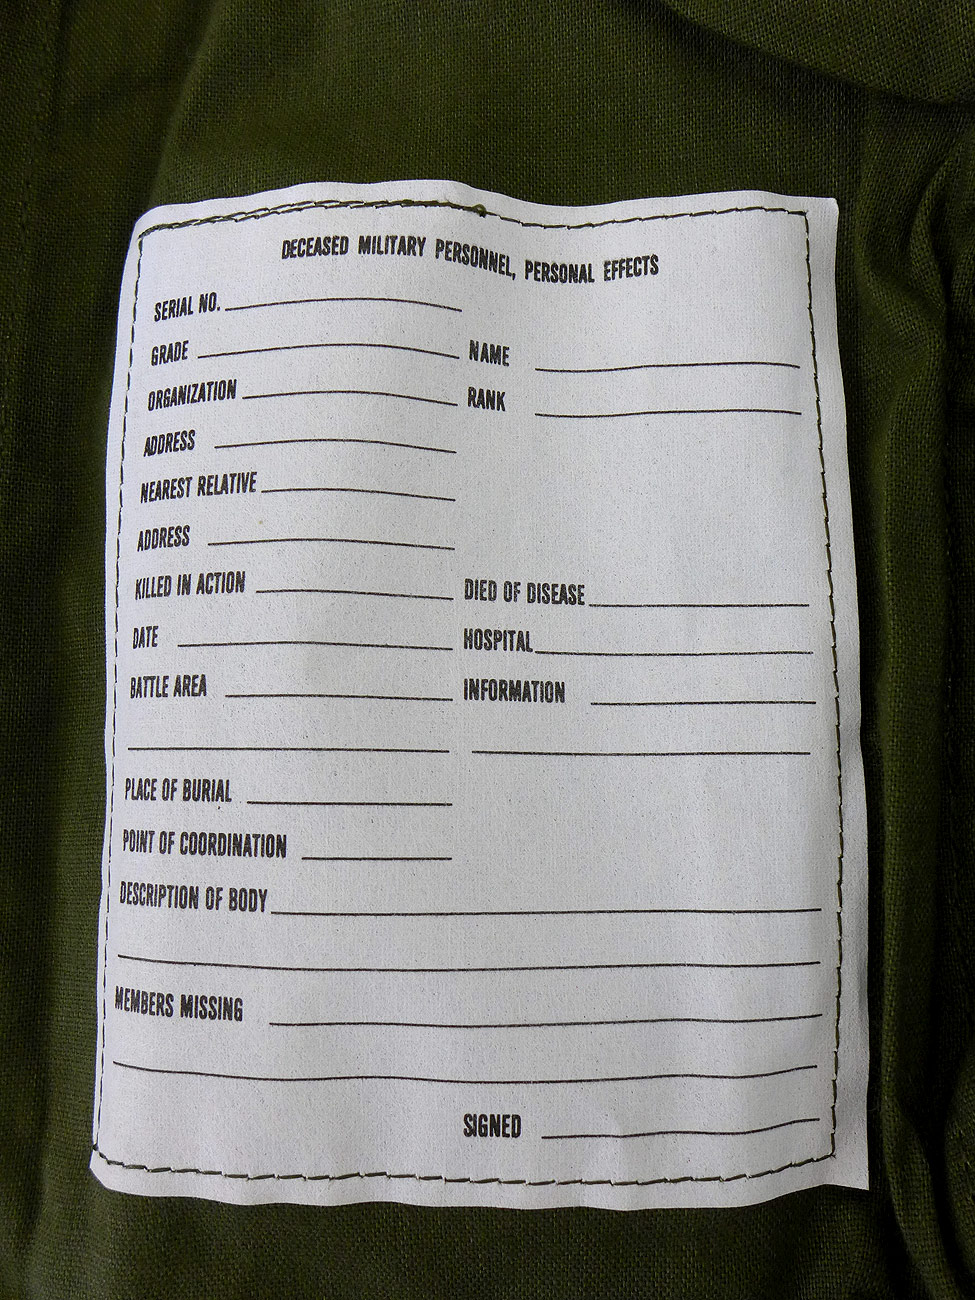 DECEASED MILITARY PERSONNEL, PERSONAL EFFECTS
SERIAL NO.
GRADE NAME
ORGANIZATION RANK
ADDRESS
NEAREST RELATIVE
ADDRESS
KILLED IN ACTION DIED OF DISEASE
DATE HOSPITAL
BATTLE AREA INFORMATION
PLACE OF BURIAL
POINT OF COORDINATION
DESCRIPTION OF BODY
MEMBERS MISSING
SIGNED